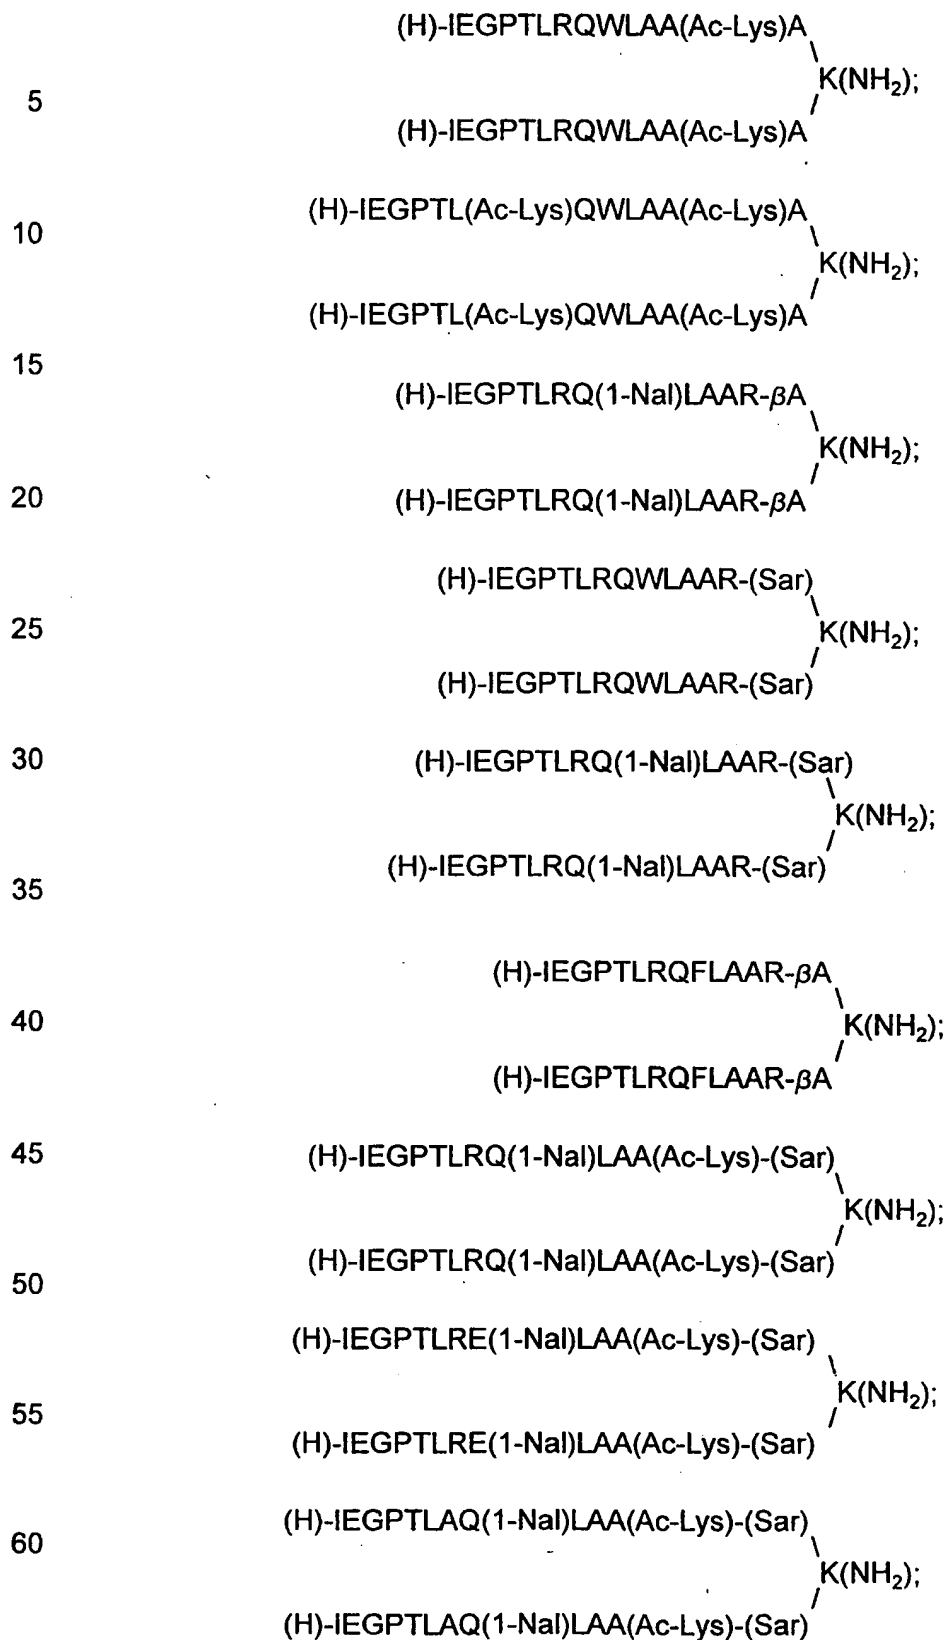 (H)-IEGPTLRQWLAA(Ac-Lys)A
\
K(NH₂);
5
/
(H)-IEGPTLRQWLAA(Ac-Lys)A
(H)-IEGPTL(Ac-Lys)QWLAA(Ac-Lys)A
10
\
K(NH₂);
/
(H)-IEGPTL(Ac-Lys)QWLAA(Ac-Lys)A
15
(H)-IEGPTLRQ(1-Nal)LAAR-βA
\
K(NH₂);
/
20
(H)-IEGPTLRQ(1-Nal)LAAR-βA
(H)-IEGPTLRQWLAAR-(Sar)
\
25
K(NH₂);
/
(H)-IEGPTLRQWLAAR-(Sar)
30
(H)-IEGPTLRQ(1-Nal)LAAR-(Sar)
\
K(NH₂);
/
(H)-IEGPTLRQ(1-Nal)LAAR-(Sar)
35
(H)-IEGPTLRQFLAAR-βA
\
40
K(NH₂);
/
(H)-IEGPTLRQFLAAR-βA
45
(H)-IEGPTLRQ(1-Nal)LAA(Ac-Lys)-(Sar)
\
K(NH₂);
/
(H)-IEGPTLRQ(1-Nal)LAA(Ac-Lys)-(Sar)
50
(H)-IEGPTLRE(1-Nal)LAA(Ac-Lys)-(Sar)
\
K(NH₂);
55
/
(H)-IEGPTLRE(1-Nal)LAA(Ac-Lys)-(Sar)
(H)-IEGPTLAQ(1-Nal)LAA(Ac-Lys)-(Sar)
60
\
K(NH₂);
/
(H)-IEGPTLAQ(1-Nal)LAA(Ac-Lys)-(Sar)